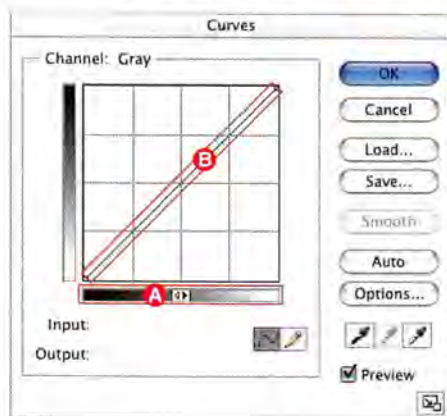 Curves
Channel: Gray
OK
Cancel
Load...
Save...
Smooth
Auto
Options...
B
A
Input:
Output:
Preview